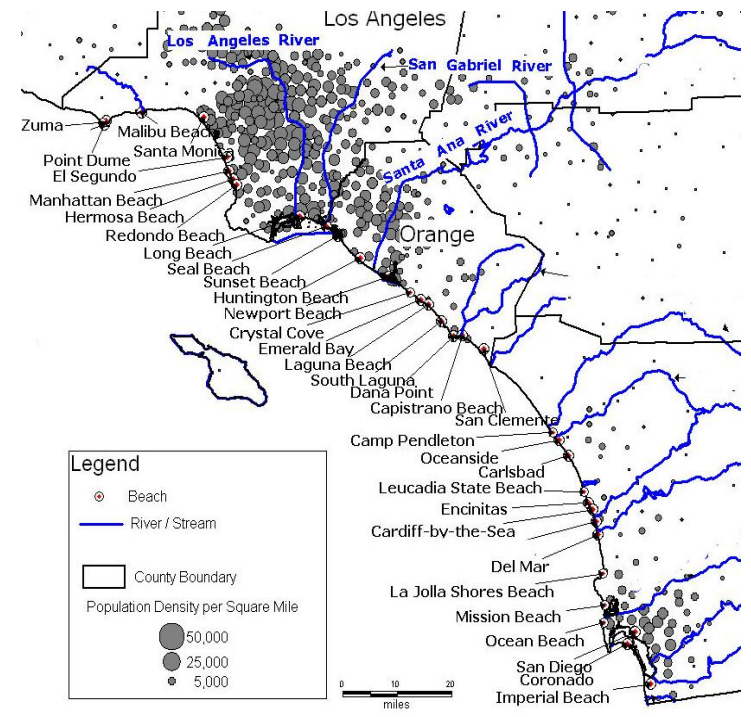 Los Angeles
Los Angeles River
San Gabriel River
Santa Ana River
Zuma
Malibu Beach
Santa Monica
Point Dume
El Segundo
Manhattan Beach
Hermosa Beach
Redondo Beach
Long Beach
Orange
Seal Beach
Sunset Beach
Huntington Beach
Newport Beach
Crystal Cove
Emerald Bay
Laguna Beach
South Laguna
Dana Point
Capistrano Beach
San Clemente
Camp Pendleton
Oceanside
Carlsbad
Leucadia State Beach
Encinitas
Cardiff-by-the-Sea
Del Mar
La Jolla Shores Beach
Mission Beach
Ocean Beach
San Diego
Coronado
Imperial Beach
Legend
Beach
River / Stream
County Boundary
Population Density per Square Mile
50,000
25,000
5,000
0 5 10 20
miles